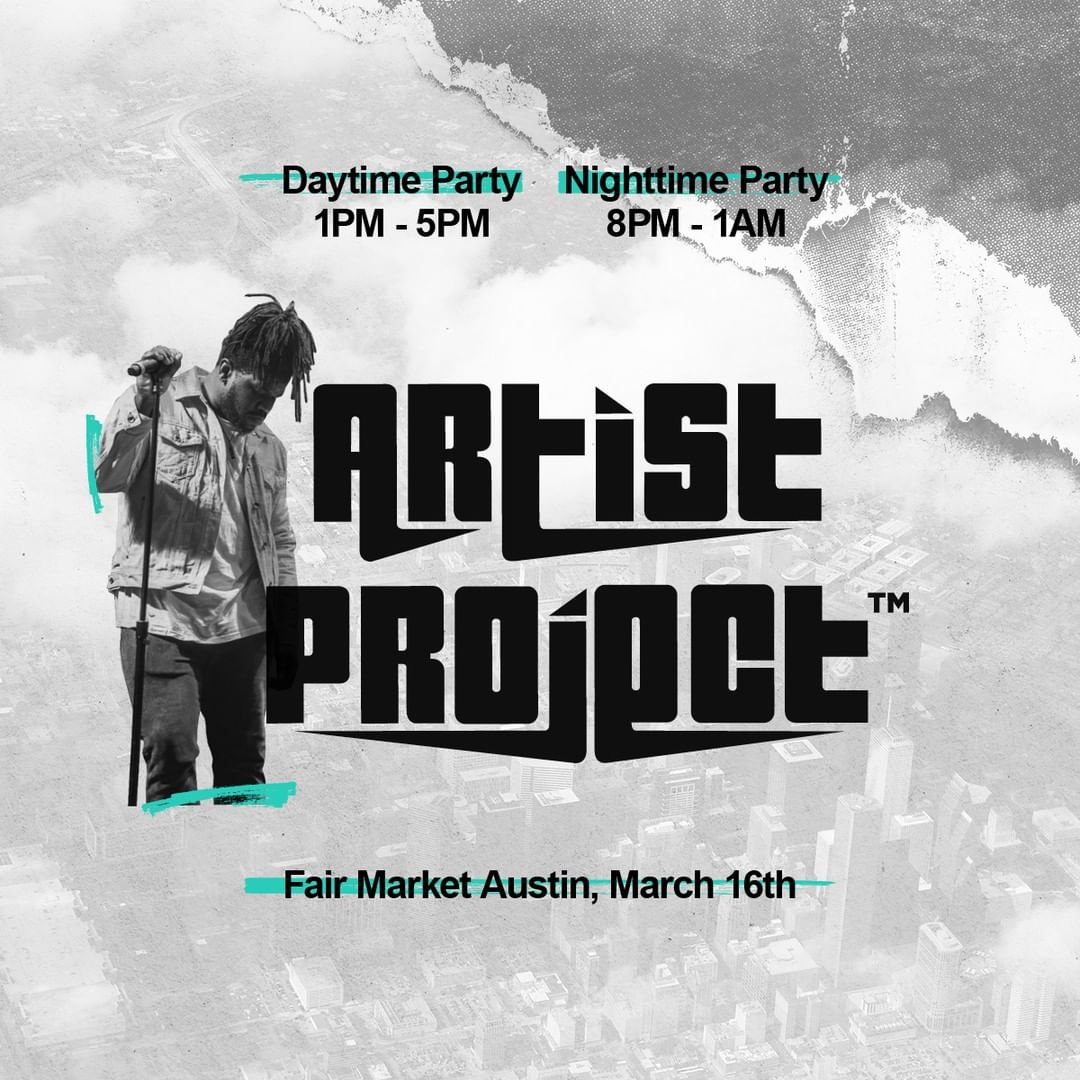 Daytime Party
1PM - 5PM
Nighttime Party
8PM - 1AM
ARtiSt
PROJECt™
Fair Market Austin, March 16th